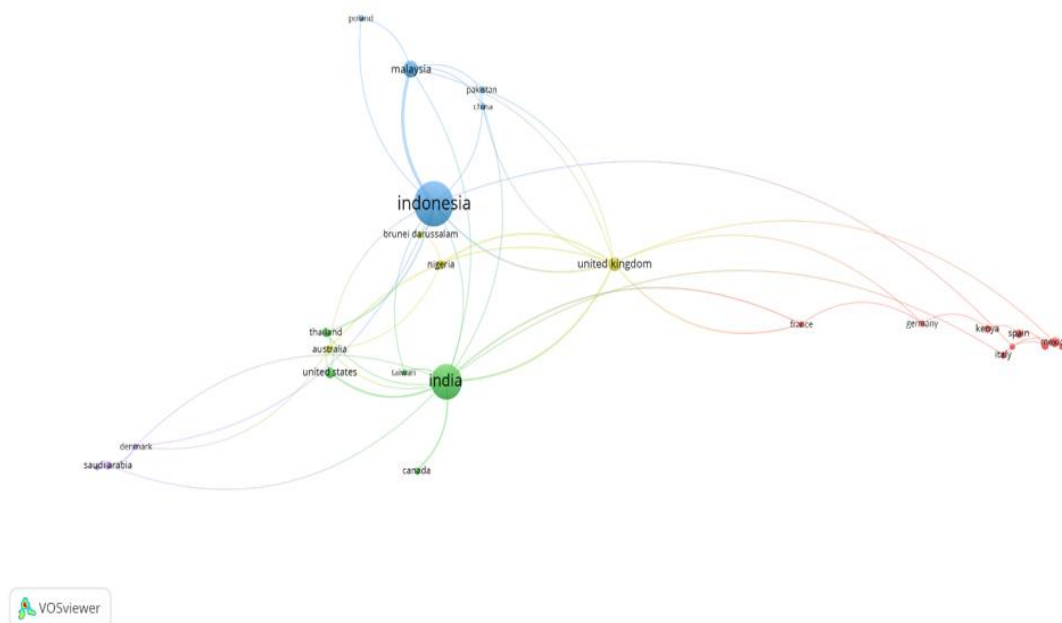 poland
malaysia
pakistan
china
indonesia
brunei darussalam
nigeria
united kingdom
thailand
france
germany
kenya
spain
australia
italy
united states
taiwan
india
denmark
saudi arabia
canada
VOSviewer